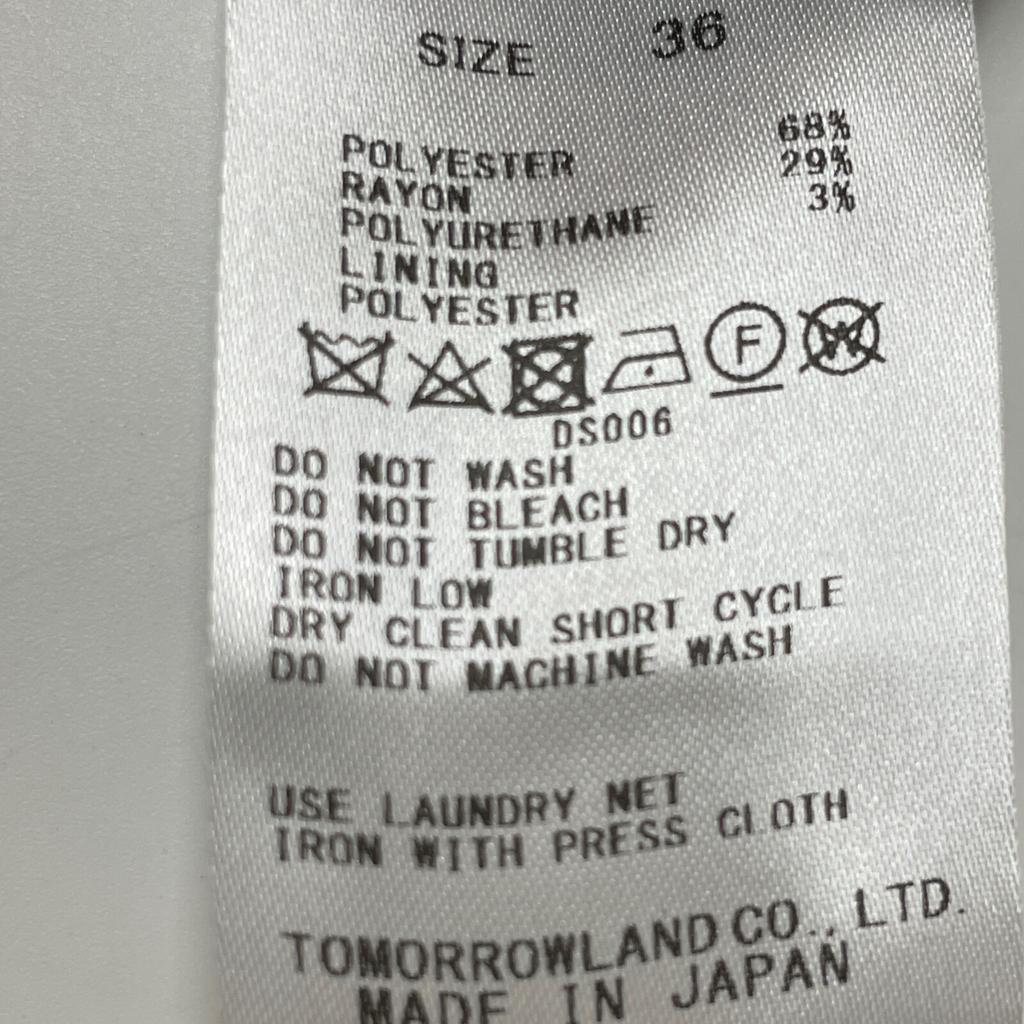 SIZE 36
POLYESTER 68%
RAYON 29%
POLYURETHANE 3%
LINING
POLYESTER
F W
DS006
DO NOT WASH
DO NOT BLEACH
DO NOT TUMBLE DRY
IRON LOW
DRY CLEAN SHORT CYCLE
DO NOT MACHINE WASH
USE LAUNDRY NET
IRON WITH PRESS CLOTH
TOMORROWLAND CO., LTD.
MADE IN JAPAN